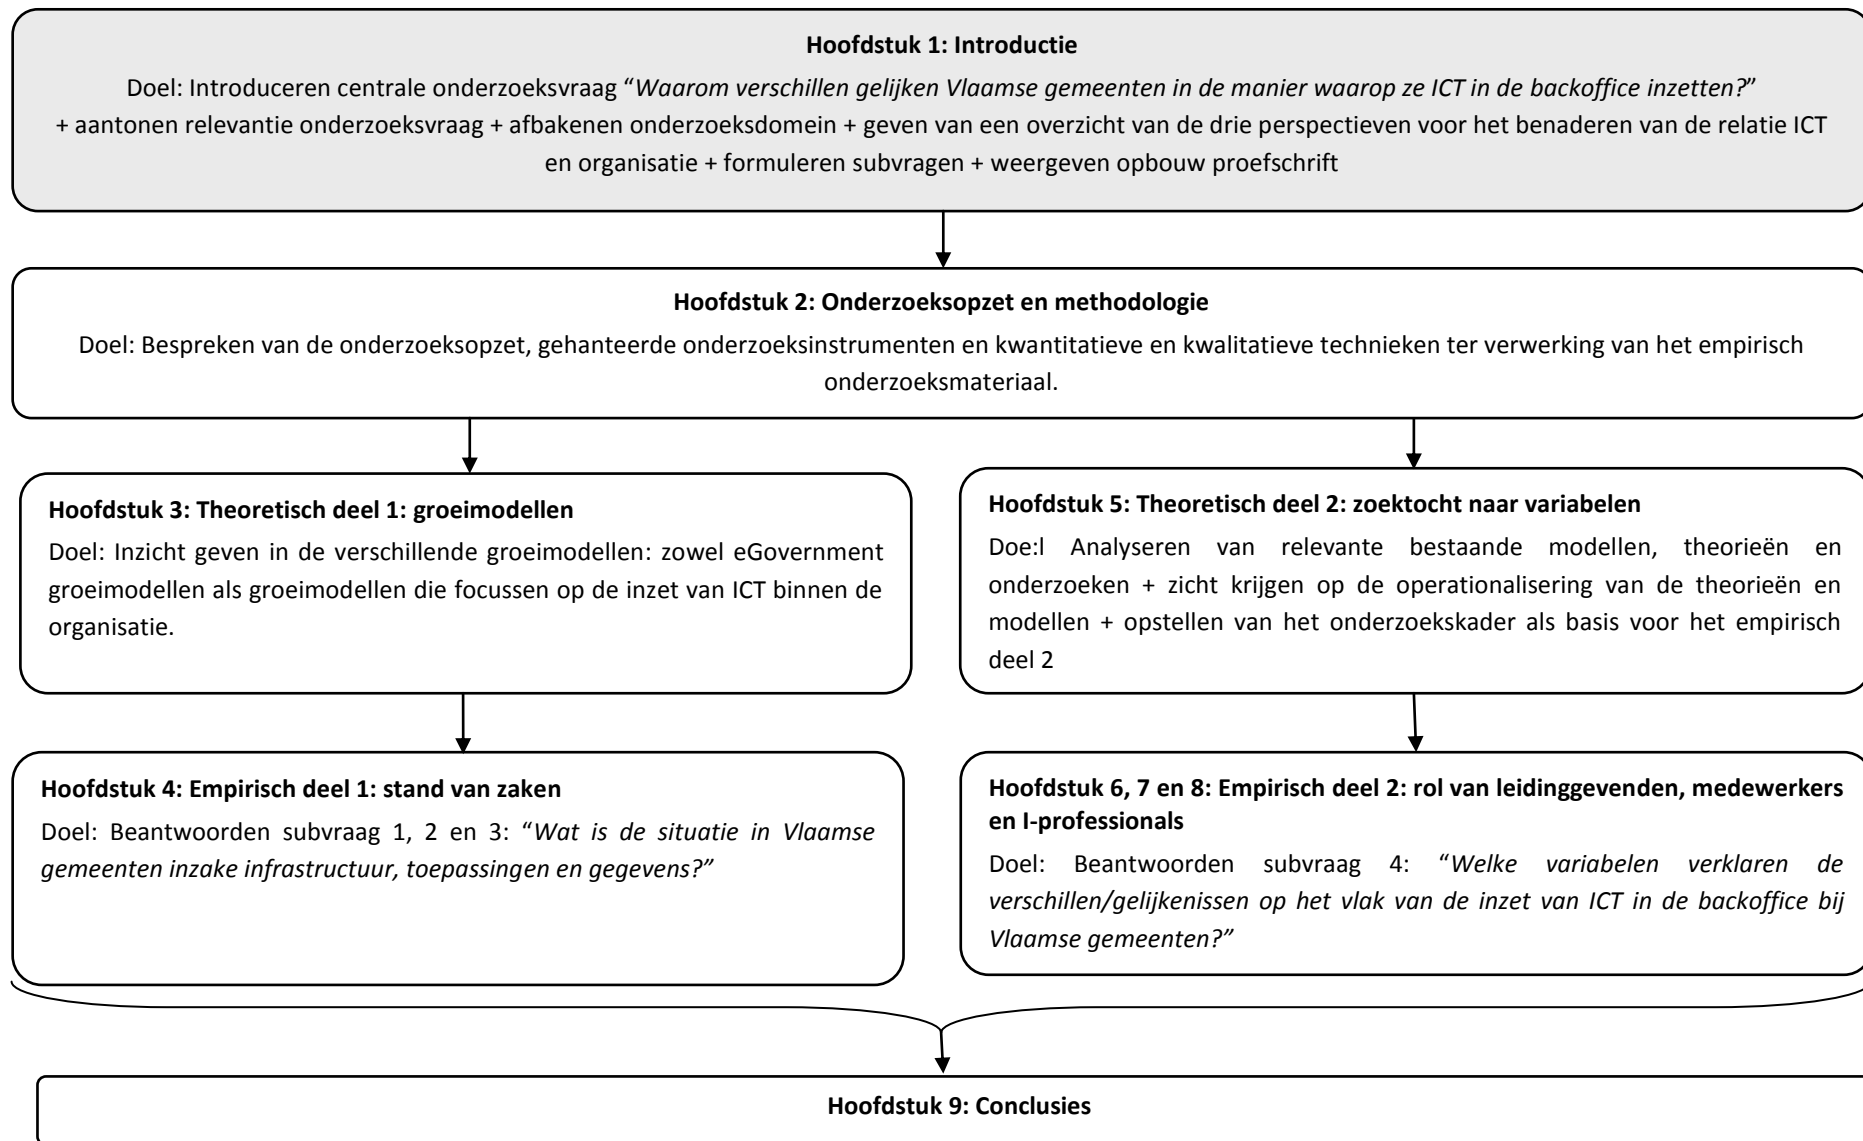 Hoofdstuk 1: Introductie
Doel: Introduceren centrale onderzoeksvraag “Waarom verschillen gelijken Vlaamse gemeenten in de manier waarop ze ICT in de backoffice inzetten?”
+ aantonen relevantie onderzoeksvraag + afbakenen onderzoeksdomein + geven van een overzicht van de drie perspectieven voor het benaderen van de relatie ICT
en organisatie + formuleren subvragen + weergeven opbouw proefschrift
Hoofdstuk 2: Onderzoeksopzet en methodologie
Doel: Bespreken van de onderzoeksopzet, gehanteerde onderzoeksinstrumenten en kwantitatieve en kwalitatieve technieken ter verwerking van het empirisch
onderzoeksmateriaal.
Hoofdstuk 3: Theoretisch deel 1: groeimodellen
Doel: Inzicht geven in de verschillende groeimodellen: zowel eGovernment
groeimodellen als groeimodellen die focussen op de inzet van ICT binnen de
organisatie.
Hoofdstuk 5: Theoretisch deel 2: zoektocht naar variabelen
Doe:l Analyseren van relevante bestaande modellen, theorieën en
onderzoeken + zicht krijgen op de operationalisering van de theorieën en
modellen + opstellen van het onderzoekskader als basis voor het empirisch
deel 2
Hoofdstuk 4: Empirisch deel 1: stand van zaken
Doel: Beantwoorden subvraag 1, 2 en 3: “Wat is de situatie in Vlaamse
gemeenten inzake infrastructuur, toepassingen en gegevens?”
Hoofdstuk 6, 7 en 8: Empirisch deel 2: rol van leidinggevenden, medewerkers
en I-professionals
Doel: Beantwoorden subvraag 4: “Welke variabelen verklaren de
verschillen/gelijkenissen op het vlak van de inzet van ICT in de backoffice bij
Vlaamse gemeenten?”
Hoofdstuk 9: Conclusies